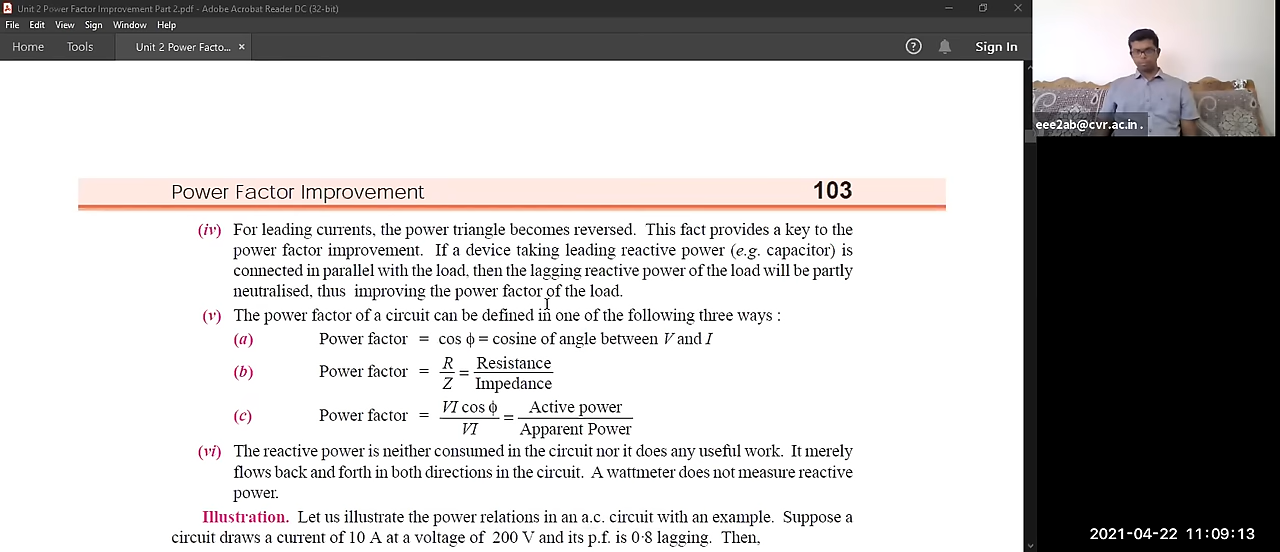 Unit 2 Power Factor Improvement Part 2.pdf - Adobe Acrobat Reader DC (32-bit)
File Edit View Sign Window Help
Home Tools Unit 2 Power Facto... × Sign In
eee2ab@cvr.ac.in .
Power Factor Improvement 103
(iv) For leading currents, the power triangle becomes reversed. This fact provides a key to the
power factor improvement. If a device taking leading reactive power (e.g. capacitor) is
connected in parallel with the load, then the lagging reactive power of the load will be partly
neutralised, thus improving the power factor of the load.
(v) The power factor of a circuit can be defined in one of the following three ways :
(a) Power factor = cos ϕ = cosine of angle between V and I
(b) Power factor = R/Z = Resistance/Impedance
(c) Power factor = VI cos ϕ/VI = Active power/Apparent Power
(vi) The reactive power is neither consumed in the circuit nor it does any useful work. It merely
flows back and forth in both directions in the circuit. A wattmeter does not measure reactive
power.
Illustration. Let us illustrate the power relations in an a.c. circuit with an example. Suppose a
circuit draws a current of 10 A at a voltage of 200 V and its p.f. is 0·8 lagging. Then,
2021-04-22 11:09:13